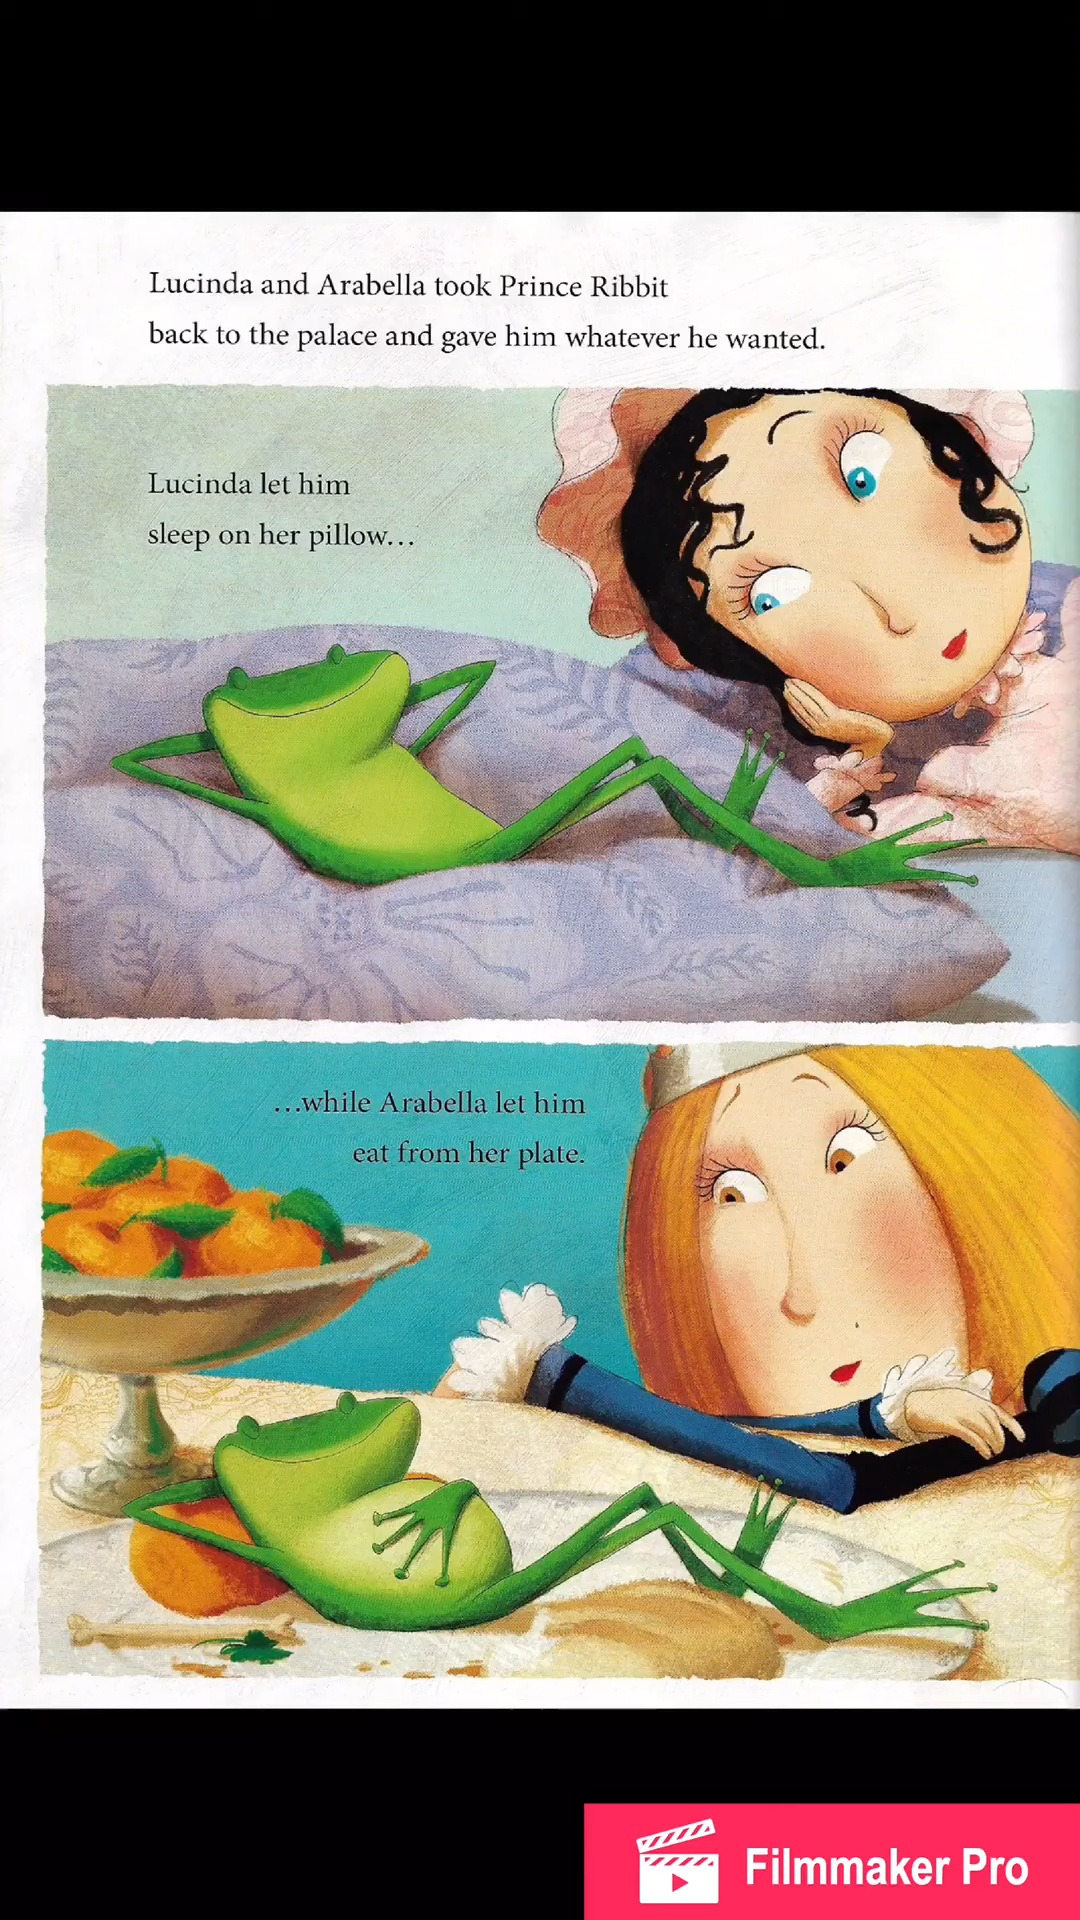 Lucinda and Arabella took Prince Ribbit
back to the palace and gave him whatever he wanted.
Lucinda let him
sleep on her pillow...
...while Arabella let him
eat from her plate.
Filmmaker Pro